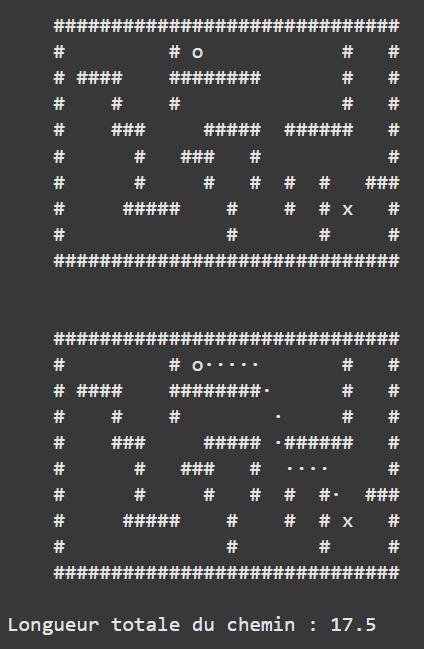 ##############################
#         # o            #   #
# ####    ########       #   #
#    #    #              #   #
#    ###     #####  ######   #
#      #   ###   #           #
#      #     #   #  #  #   ###
#     #####    #    #  # x   #
#              #       #     #
##############################
##############################
#         # o·····       #   #
# ####    ########·      #   #
#    #    #        ·     #   #
#    ###     ##### ·######   #
#      #   ###   #  ····     #
#      #     #   #  #  #·  ###
#     #####    #    #  # x   #
#              #       #     #
##############################
Longueur totale du chemin : 17.5